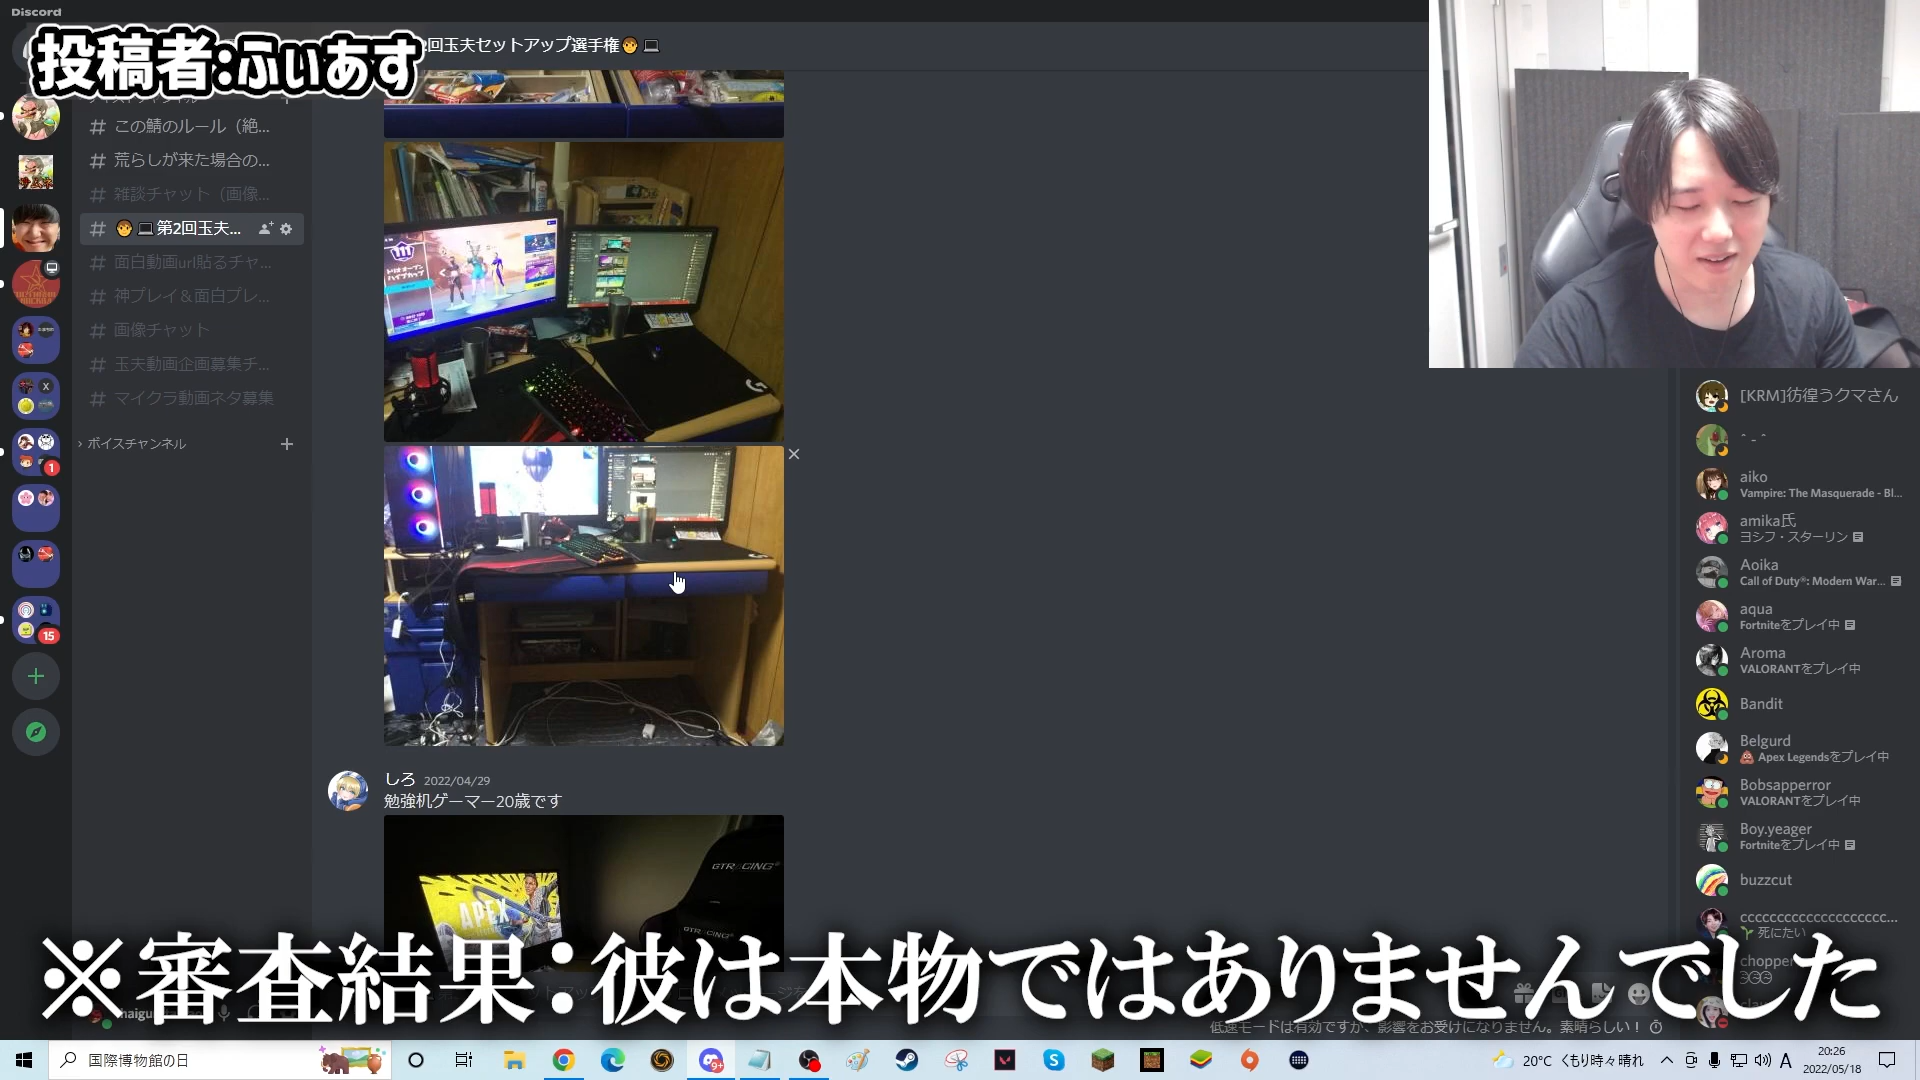 Discord
投稿者:ふぃあす
回玉夫セットアップ選手権🧑 💻
# この鯖のルール（絶...
# 荒らしが来た場合の...
# 雑談チャット（画像...
# 🧑 💻 第2回玉夫...
# 面白動画url貼るチャ...
# 神プレイ＆面白プレ...
# 画像チャット
# 玉夫動画企画募集チ...
# マイクラ動画ネタ募集
ボイスチャンネル
1
15
しろ 2022/04/29
勉強机ゲーマー20歳です
GTRACING
APEX
GTRACING
[KRM]彷徨うクマさん
^ - ^
aiko
Vampire: The Masquerade - Bl...
amika氏
ヨシフ・スターリン
Aoika
Call of Duty®: Modern War...
aqua
Fortniteをプレイ中
Aroma
VALORANTをプレイ中
Bandit
Belgurd
💩 Apex Legendsをプレイ中
Bobsapperror
VALORANTをプレイ中
Boy.yeager
Fortniteをプレイ中
buzzcut
cccccccccccccccccccc...
🌱 死にたい
chopper
※審査結果：彼は本物ではありませんでした
低速モードは有効ですが、影響をお受けになりません。素晴らしい！
国際博物館の日
9+
20°C くもり時々晴れ
A
20:26
2022/05/18